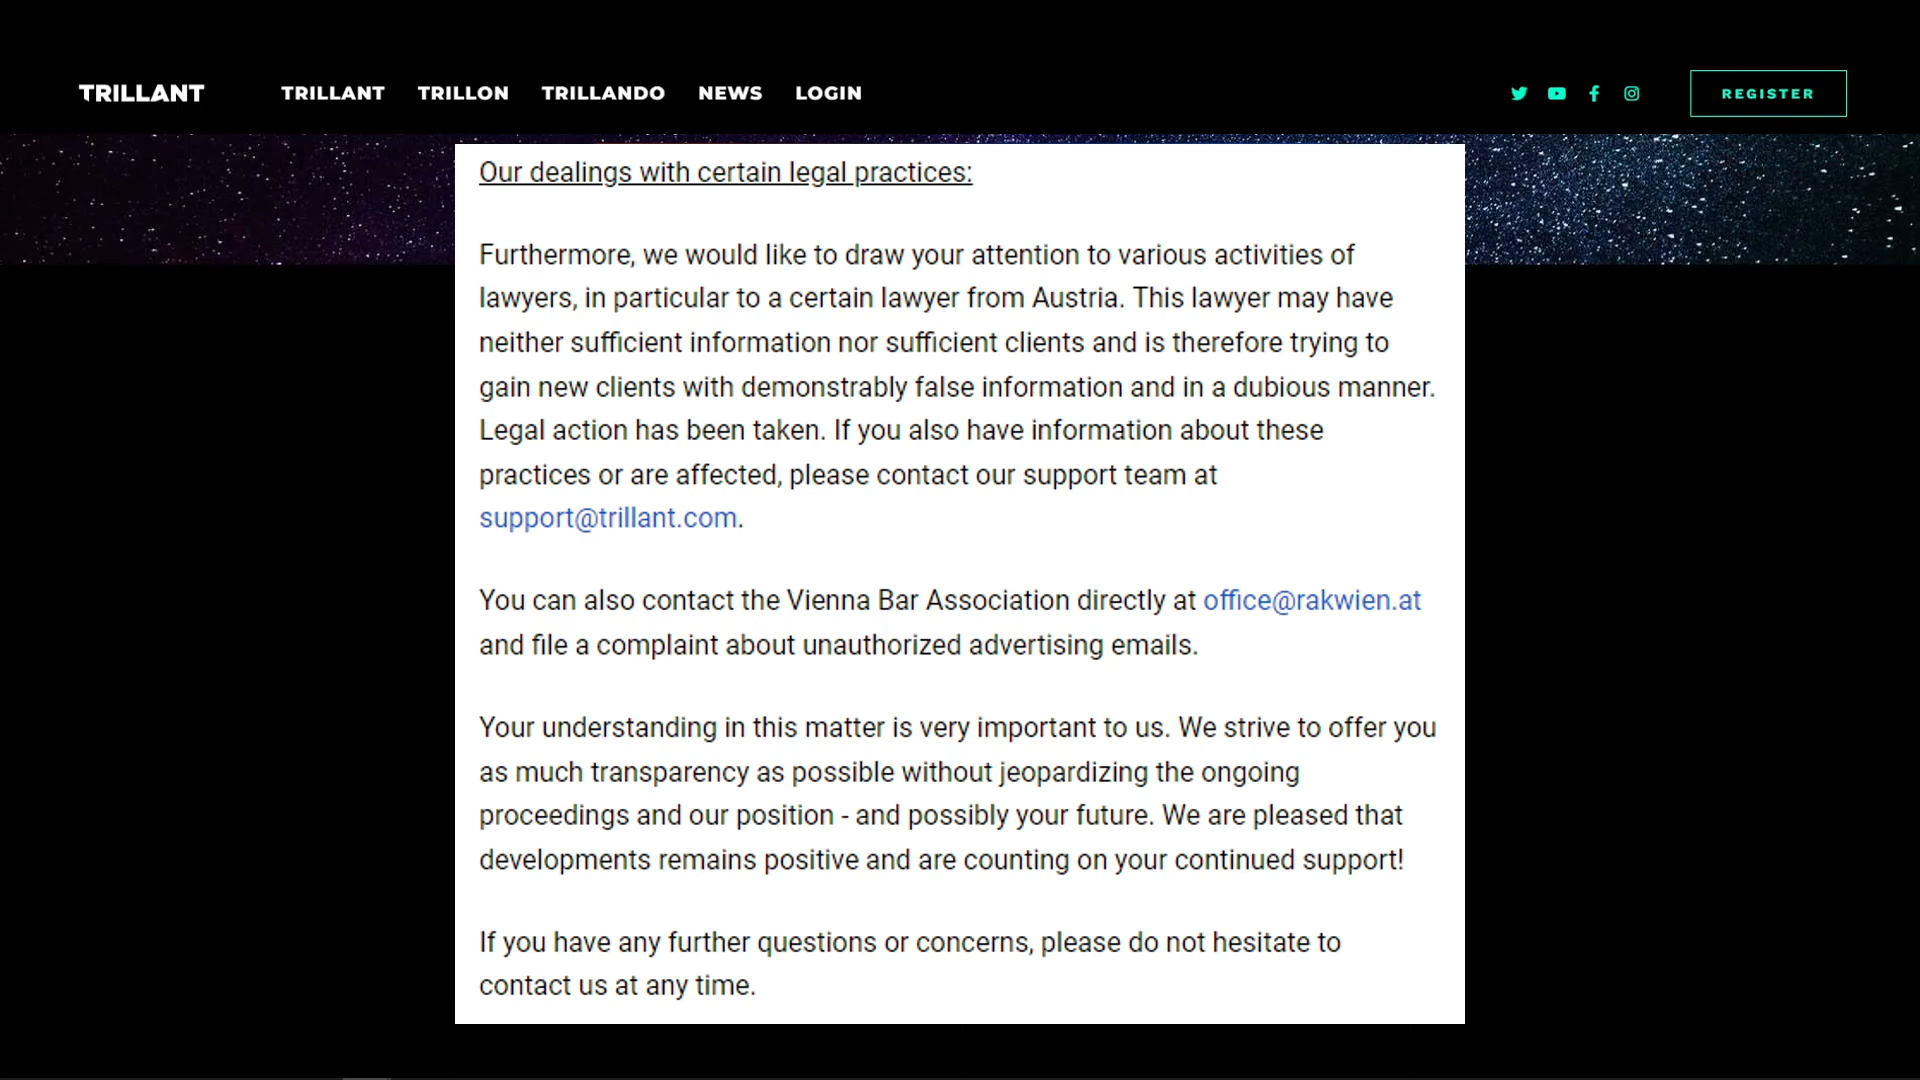 TRILLANT TRILLANT TRILLON TRILLANDO NEWS LOGIN REGISTER
Our dealings with certain legal practices:
Furthermore, we would like to draw your attention to various activities of
lawyers, in particular to a certain lawyer from Austria. This lawyer may have
neither sufficient information nor sufficient clients and is therefore trying to
gain new clients with demonstrably false information and in a dubious manner.
Legal action has been taken. If you also have information about these
practices or are affected, please contact our support team at
support@trillant.com.
You can also contact the Vienna Bar Association directly at office@rakwien.at
and file a complaint about unauthorized advertising emails.
Your understanding in this matter is very important to us. We strive to offer you
as much transparency as possible without jeopardizing the ongoing
proceedings and our position - and possibly your future. We are pleased that
developments remains positive and are counting on your continued support!
If you have any further questions or concerns, please do not hesitate to
contact us at any time.